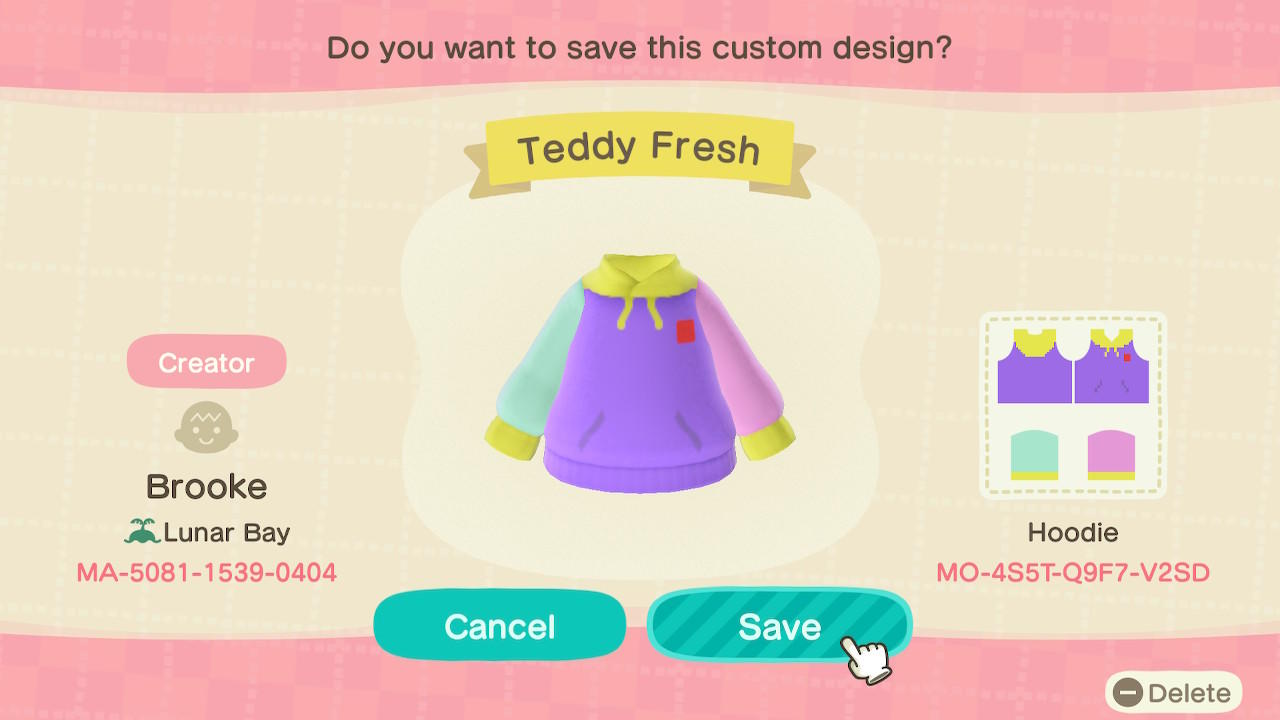 Do you want to save this custom design?
Teddy Fresh
Creator
Brooke
Lunar Bay
MA-5081-1539-0404
Hoodie
MO-4S5T-Q9F7-V2SD
Cancel
Save
Delete